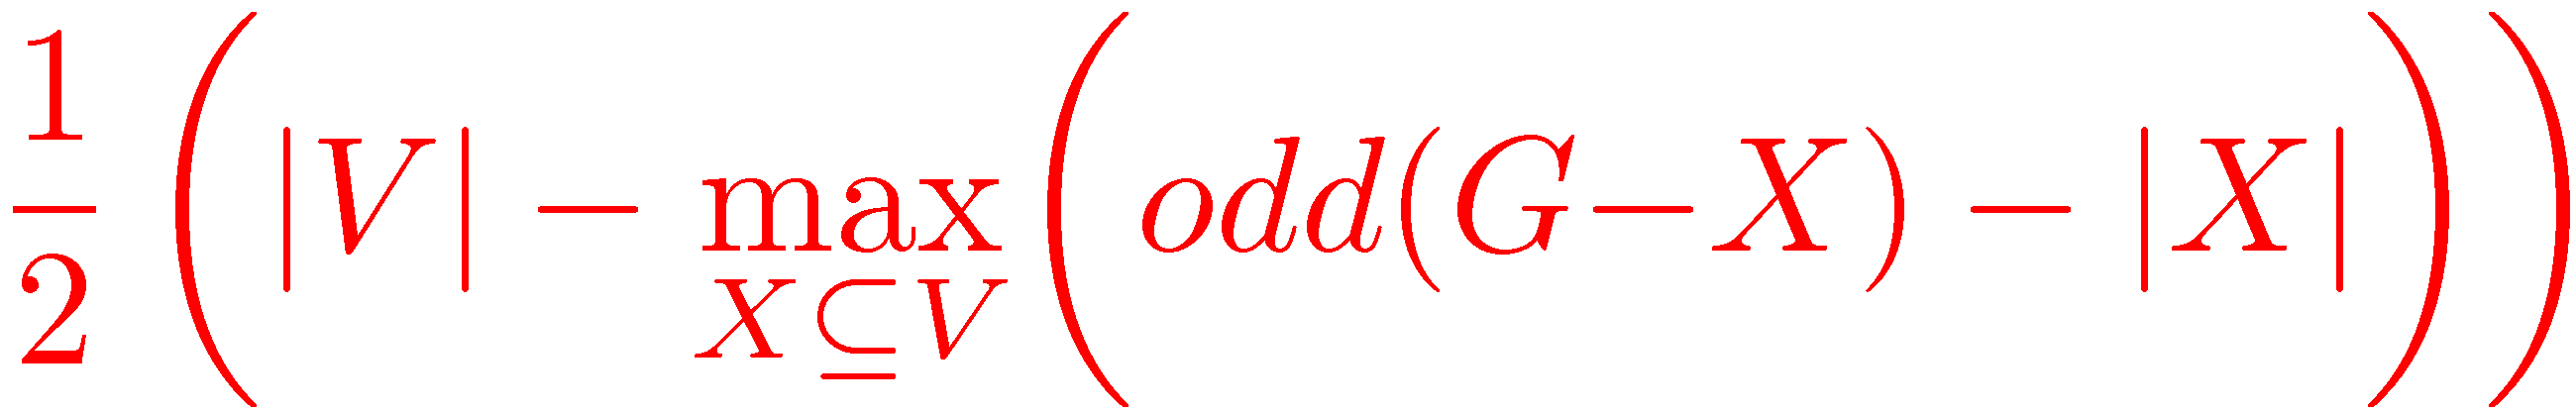 \frac{1}{2} \left( |V| - \max_{X \subseteq V} \left( odd(G-X) - |X| \right) \right)